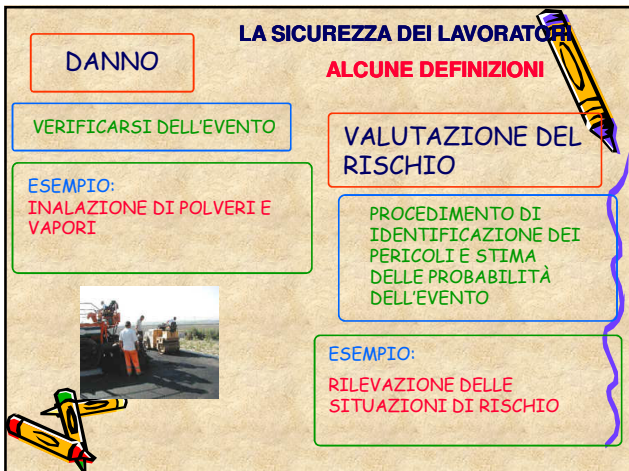 LA SICUREZZA DEI LAVORATORI
ALCUNE DEFINIZIONI
DANNO
VERIFICARSI DELL'EVENTO
ESEMPIO:
INALAZIONE DI POLVERI E
VAPORI
VALUTAZIONE DEL
RISCHIO
PROCEDIMENTO DI
IDENTIFICAZIONE DEI
PERICOLI E STIMA
DELLE PROBABILITÀ
DELL'EVENTO
ESEMPIO:
RILEVAZIONE DELLE
SITUAZIONI DI RISCHIO